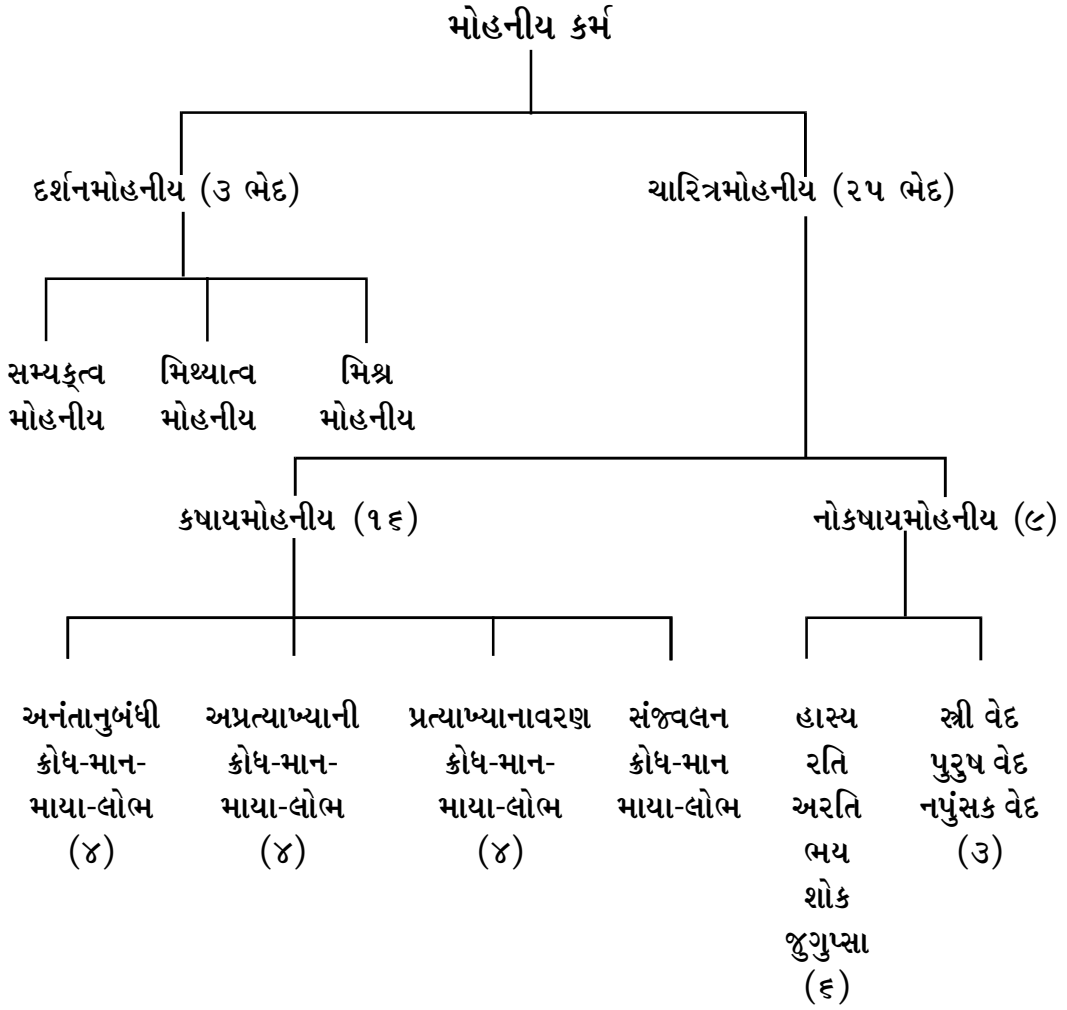 મોહનીય કર્મ
દર્શનમોહનીય (૩ ભેદ)
ચારિત્રમોહનીય (૨૫ ભેદ)
સમ્યક્ત્વ
મોહનીય
મિથ્યાત્વ
મોહનીય
મિશ્ર
મોહનીય
કષાયમોહનીય (૧૬)
નોકષાયમોહનીય (૯)
અનંતાનુબંધી
ક્રોધ-માન-
માયા-લોભ
(૪)
અપ્રત્યાખ્યાની
ક્રોધ-માન-
માયા-લોભ
(૪)
પ્રત્યાખ્યાનાવરણ
ક્રોધ-માન-
માયા-લોભ
(૪)
સંજ્વલન
ક્રોધ-માન
માયા-લોભ
હાસ્ય
રતિ
અરતિ
ભય
શોક
જુગુપ્સા
(૬)
સ્ત્રી વેદ
પુરુષ વેદ
નપુંસક વેદ
(૩)